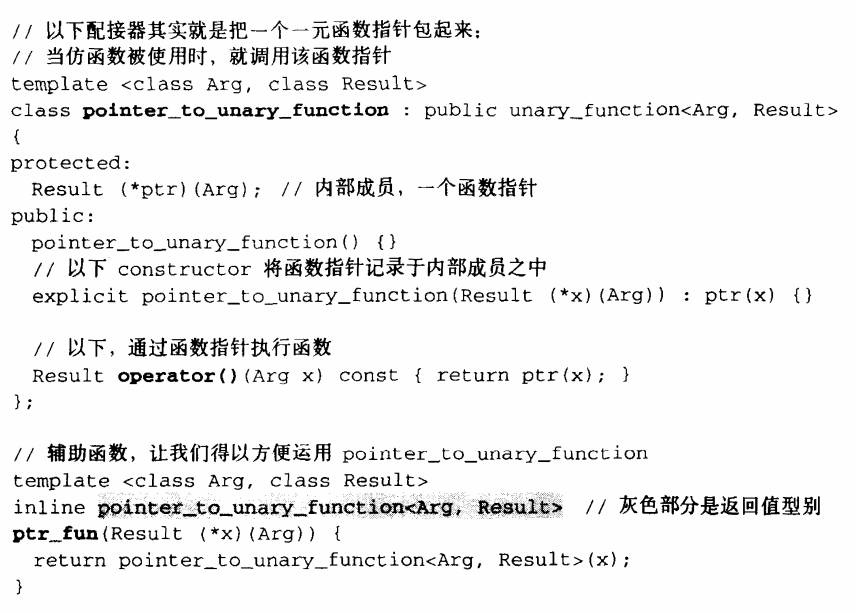 // 以下配接器其实就是把一个一元函数指针包起来；
// 当仿函数被使用时，就调用该函数指针
template <class Arg, class Result>
class pointer_to_unary_function : public unary_function<Arg, Result>
{
protected:
  Result (*ptr)(Arg); // 内部成员，一个函数指针
public:
  pointer_to_unary_function() {}
  // 以下 constructor 将函数指针记录于内部成员之中
  explicit pointer_to_unary_function(Result (*x)(Arg)) : ptr(x) {}

  // 以下，通过函数指针执行函数
  Result operator()(Arg x) const { return ptr(x); }
};

// 辅助函数，让我们得以方便运用 pointer_to_unary_function
template <class Arg, class Result>
inline pointer_to_unary_function<Arg, Result> // 灰色部分是返回值型别
ptr_fun(Result (*x)(Arg)) {
  return pointer_to_unary_function<Arg, Result>(x);
}